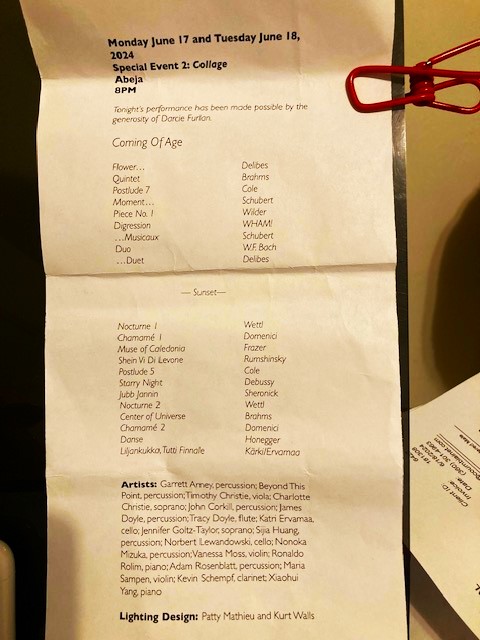 Monday June 17 and Tuesday June 18,
2024
Special Event 2: Collage
Abeja
8PM
Tonight's performance has been made possible by the
generosity of Darcie Furlan.
Coming Of Age
Flower… Delibes
Quintet Brahms
Postlude 7 Cole
Moment… Schubert
Piece No. 1 Wilder
Digression WHAM!
…Musicaux Schubert
Duo W.F. Bach
…Duet Delibes
— Sunset—
Nocturne 1 Wettl
Chamamé 1 Domenici
Muse of Caledonia Frazer
Shein Vi Di Levone Rumshinsky
Postlude 5 Cole
Starry Night Debussy
Jubb Jannin Sheronick
Nocturne 2 Wettl
Center of Universe Brahms
Chamamé 2 Domenici
Danse Honegger
Liljankukka, Tutti Finnalle Kärki/Ervamaa
Artists: Garrett Arney, percussion; Beyond This
Point, percussion; Timothy Christie, viola; Charlotte
Christie, soprano; John Corkill, percussion; James
Doyle, percussion; Tracy Doyle, flute; Katri Ervamaa,
cello; Jennifer Goltz-Taylor, soprano; Sijia Huang,
percussion; Norbert Lewandowski, cello; Nonoka
Mizuka, percussion; Vanessa Moss, violin; Ronaldo
Rolim, piano; Adam Rosenblatt, percussion; Maria
Sampen, violin; Kevin Schempf, clarinet; Xiaohui
Yang, piano
Lighting Design: Patty Mathieu and Kurt Walls
Client ID:
Invoice:
Date: